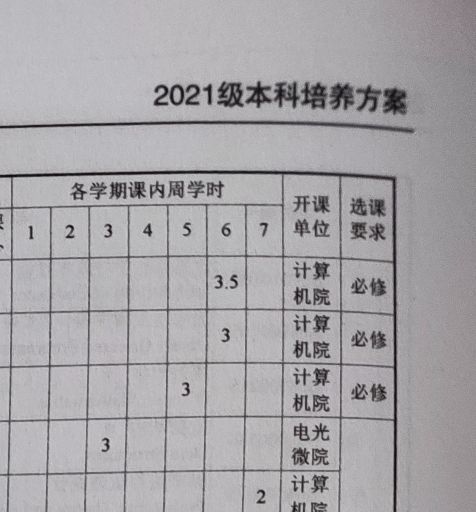 2021级本科培养方案
各学期课内周学时
开课 选课
1 2 3 4 5 6 7 单位 要求
3.5 计算 必修
机院
3 计算 必修
机院
3 计算 必修
机院
3 电光
微院
2 计算
机院